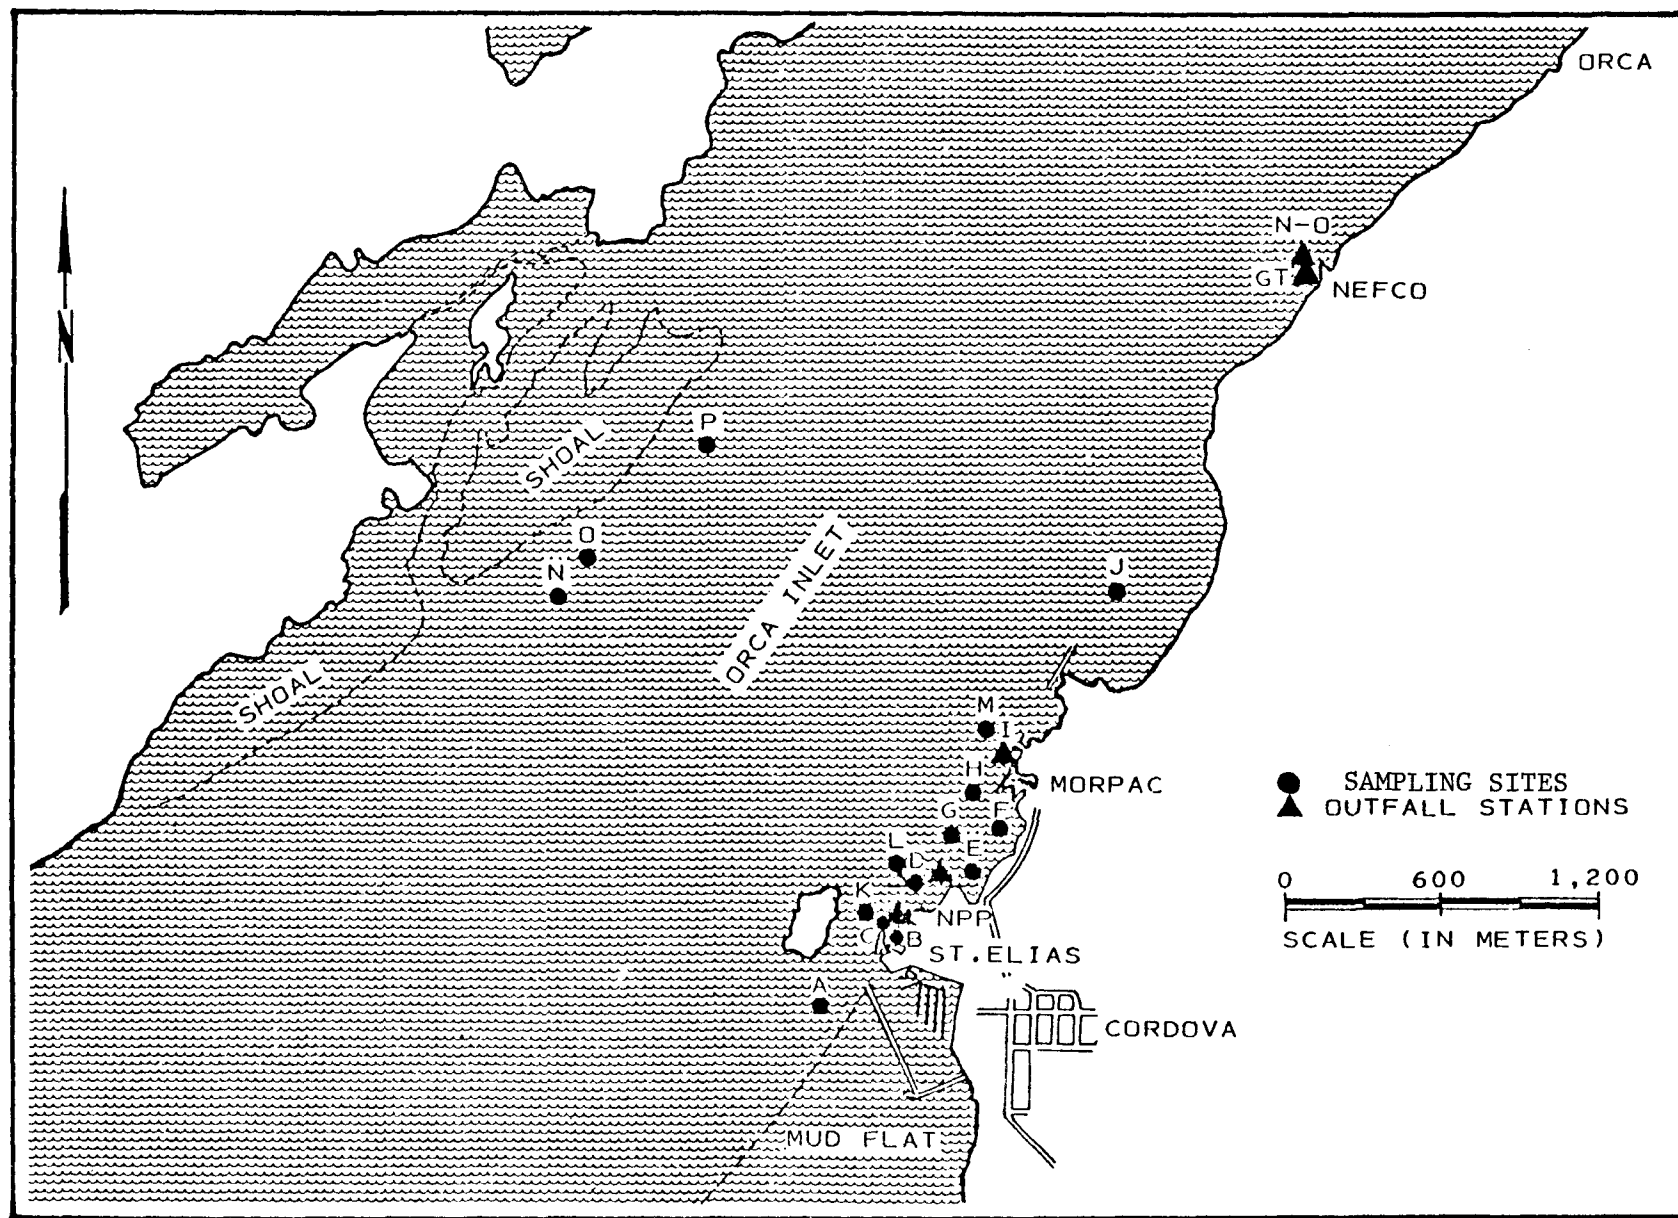 ORCA
N-O
GT
NEFCO
N
P
SHOAL
O
N
J
ORCA INLET
SHOAL
M
I
H
MORPAC
SAMPLING SITES
G
F
OUTFALL STATIONS
L
D
E
K
0 600 1,200
NPP
C
B
SCALE (IN METERS)
ST.ELIAS
A
CORDOVA
MUD FLAT